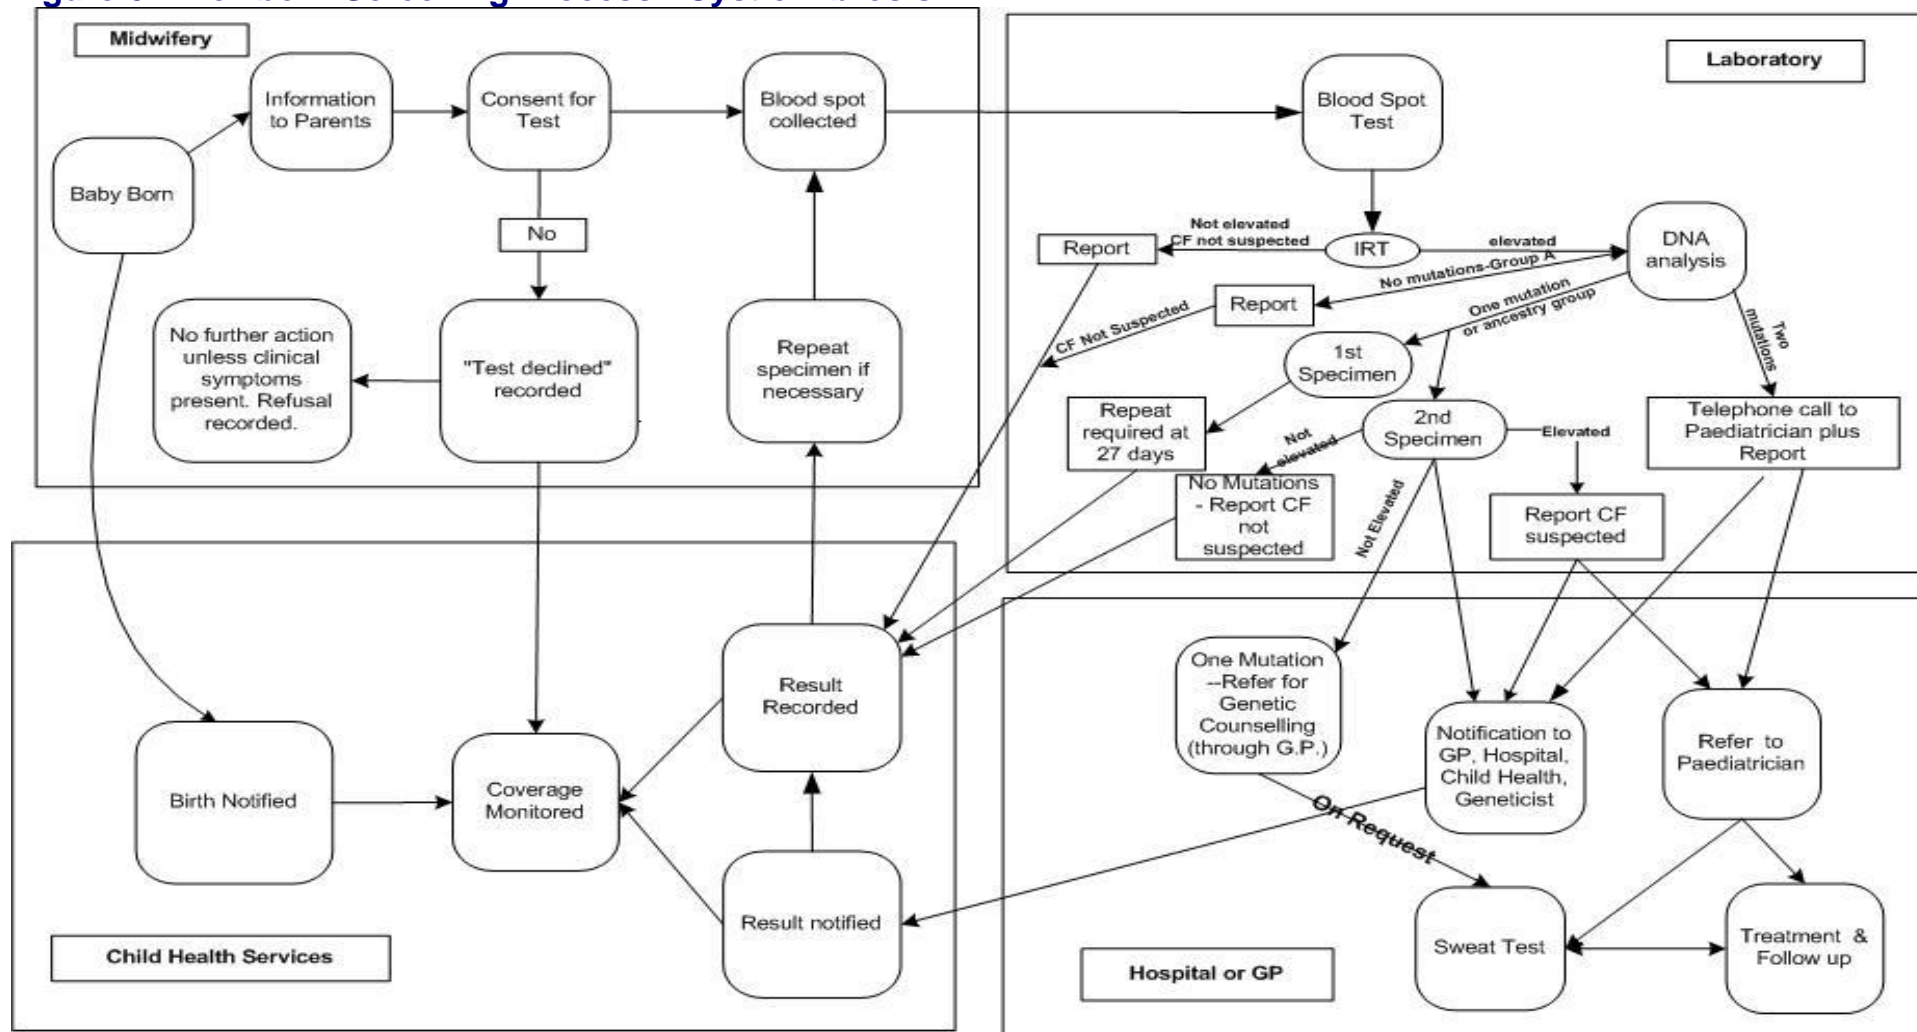 Midwifery
Information
to Parents
Consent for
Test
Blood spot
collected
Baby Born
No
No further action
unless clinical
symptoms
present. Refusal
recorded.
"Test declined"
recorded
Repeat
specimen if
necessary
Laboratory
Blood Spot
Test
Not elevated
CF not suspected
Report
IRT
elevated
DNA
analysis
No mutations-Group A
Report
CF Not Suspected
One mutation
or ancestry group
Two
mutations
1st
Specimen
Repeat
required at
27 days
2nd
Specimen
Not
elevated
Elevated
Telephone call to
Paediatrician plus
Report
No Mutations
- Report CF
not
suspected
Not Elevated
Report CF
suspected
Birth Notified
Coverage
Monitored
Result
Recorded
Result notified
Child Health Services
One Mutation
--Refer for
Genetic
Counselling
(through G.P.)
Notification to
GP, Hospital,
Child Health,
Geneticist
Refer to
Paediatrician
On Request
Sweat Test
Treatment &
Follow up
Hospital or GP